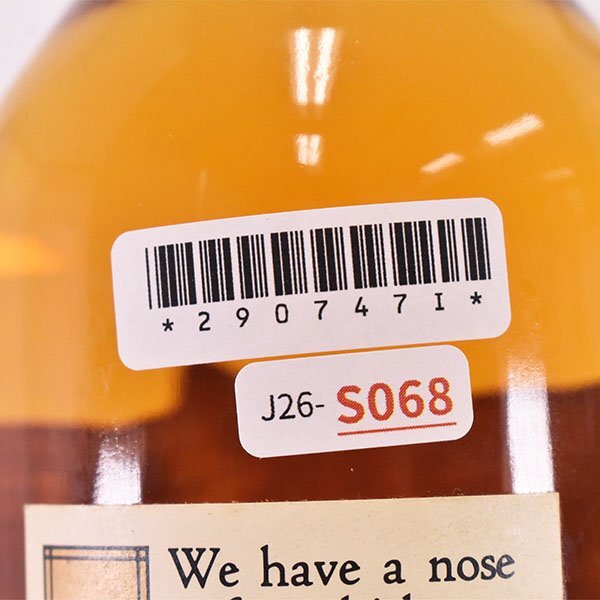 *290747I*
J26- S068
We have a nose